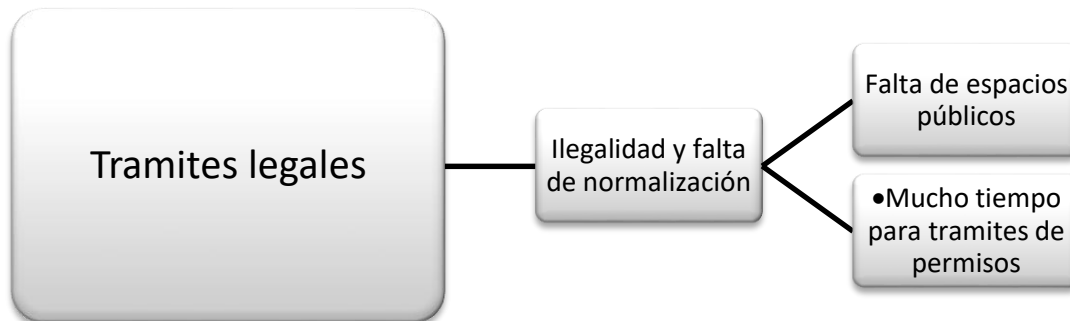 Tramites legales
Ilegalidad y falta
de normalización
Falta de espacios
públicos
•Mucho tiempo
para tramites de
permisos